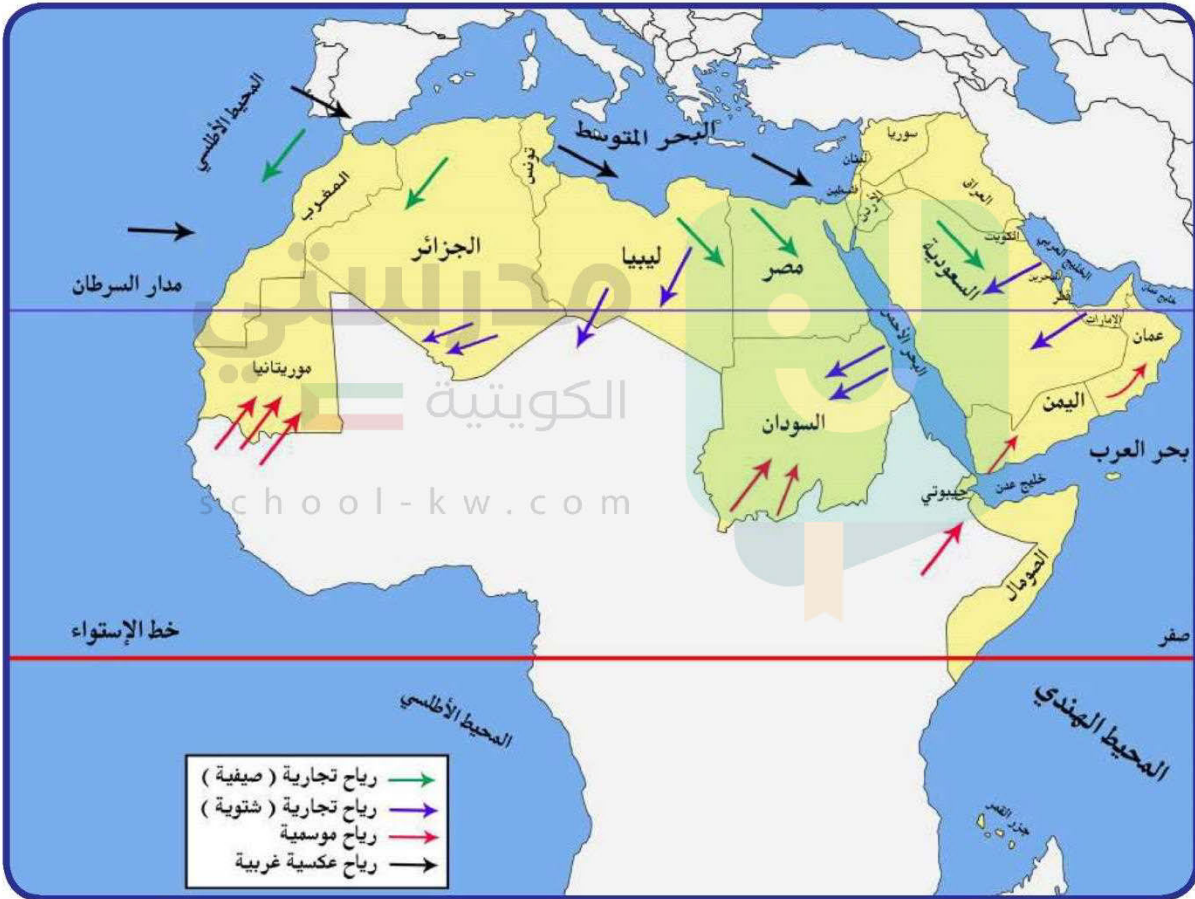 المحيط الأطلسي
البحر المتوسط
سوريا
لبنان
فلسطين
الأردن
العراق
الكويت
الخليج العربي
البحرين
قطر
خليج عمان
الإمارات
عمان
السعودية
اليمن
البحر الأحمر
بحر العرب
خليج عدن
المغرب
الجزائر
تونس
ليبيا
مصر
مدار السرطان
موريتانيا
السودان
جيبوتي
الصومال
مدرستي
الكويتية
school-kw.com
خط الإستواء
صفر
المحيط الأطلسي
المحيط الهندي
جزر القمر
رياح تجارية ( صيفية )
رياح تجارية ( شتوية )
رياح موسمية
رياح عكسية غربية